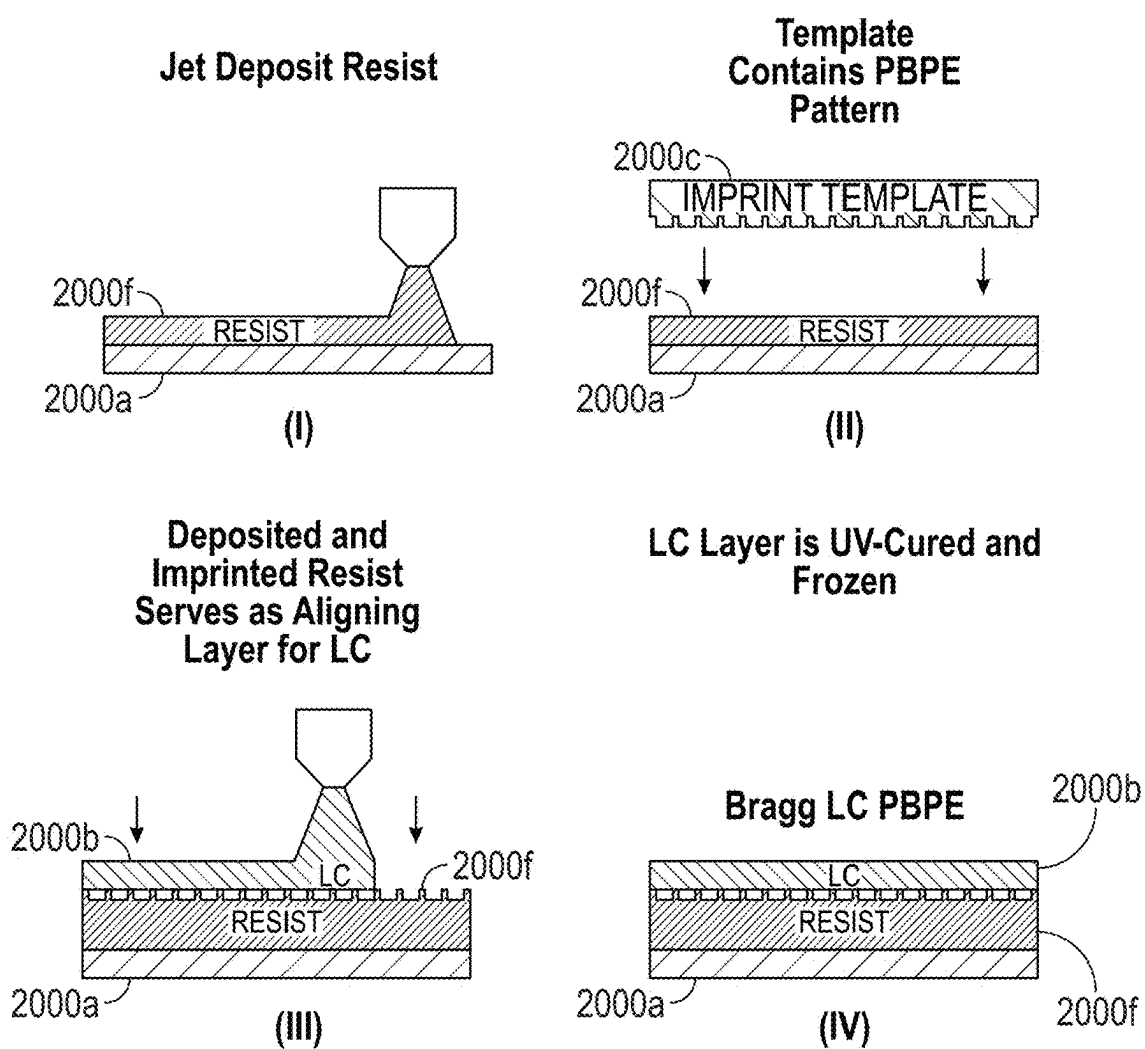 Jet Deposit Resist
2000f
RESIST
2000a
(I)
Template
Contains PBPE
Pattern
2000c
IMPRINT TEMPLATE
2000f
RESIST
2000a
(II)
Deposited and
Imprinted Resist
Serves as Aligning
Layer for LC
2000b
LC
2000f
RESIST
2000a
(III)
LC Layer is UV-Cured and
Frozen
Bragg LC PBPE
2000b
LC
RESIST
2000a
2000f
(IV)